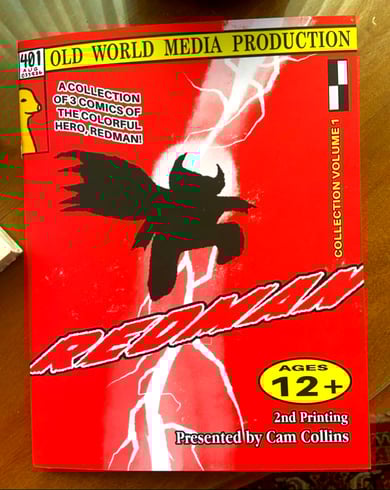 OLD WORLD MEDIA PRODUCTION
401
AUG
A COLLECTION
OF 3 COMICS OF
THE COLORFUL
HERO, REDMAN!
COLLECTION VOLUME 1
REDMAN
AGES
12+
2nd Printing
Presented by Cam Collins